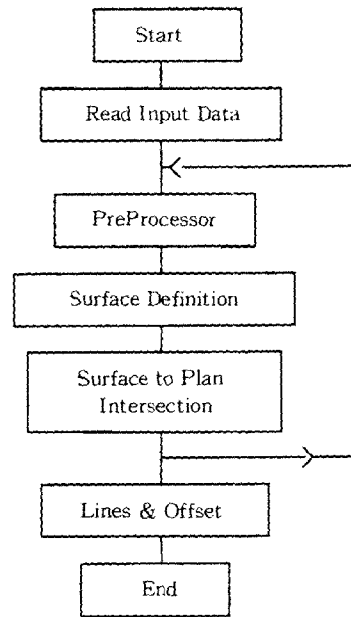 Start
Read Input Data
PreProcessor
Surface Definition
Surface to Plan
Intersection
Lines & Offset
End